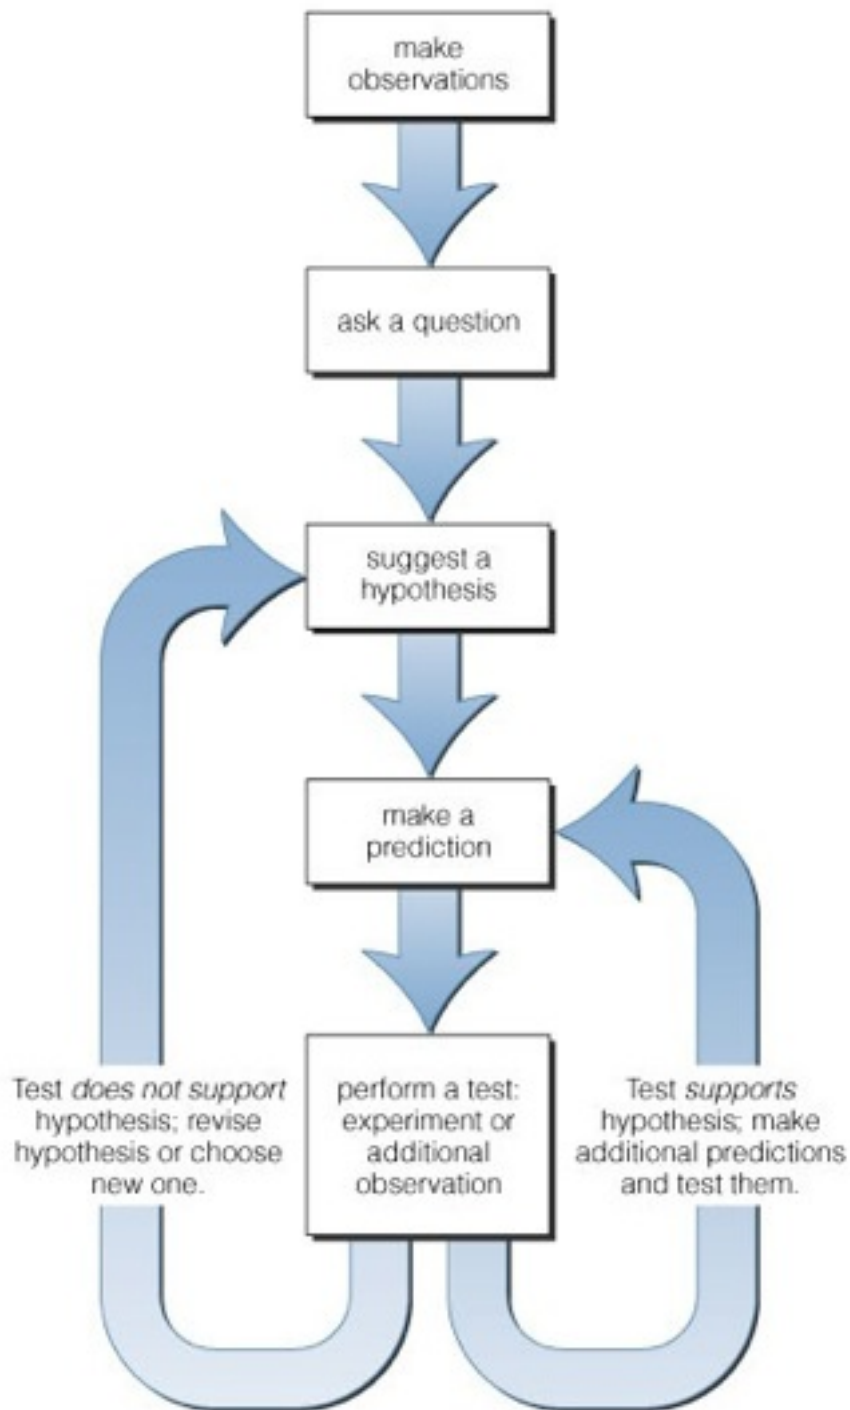 make
observations
ask a question
suggest a
hypothesis
make a
prediction
Test does not support
hypothesis; revise
hypothesis or choose
new one.
perform a test:
experiment or
additional
observation
Test supports
hypothesis; make
additional predictions
and test them.